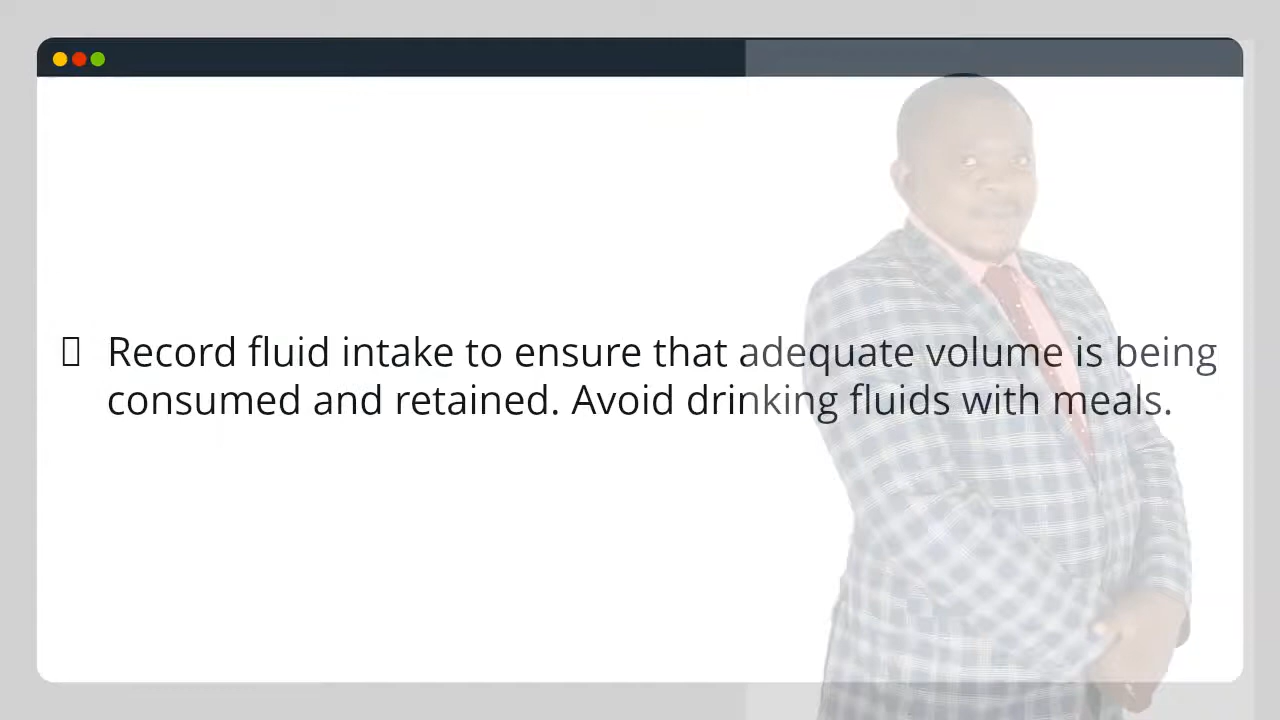 Record fluid intake to ensure that adequate volume is being
consumed and retained. Avoid drinking fluids with meals.